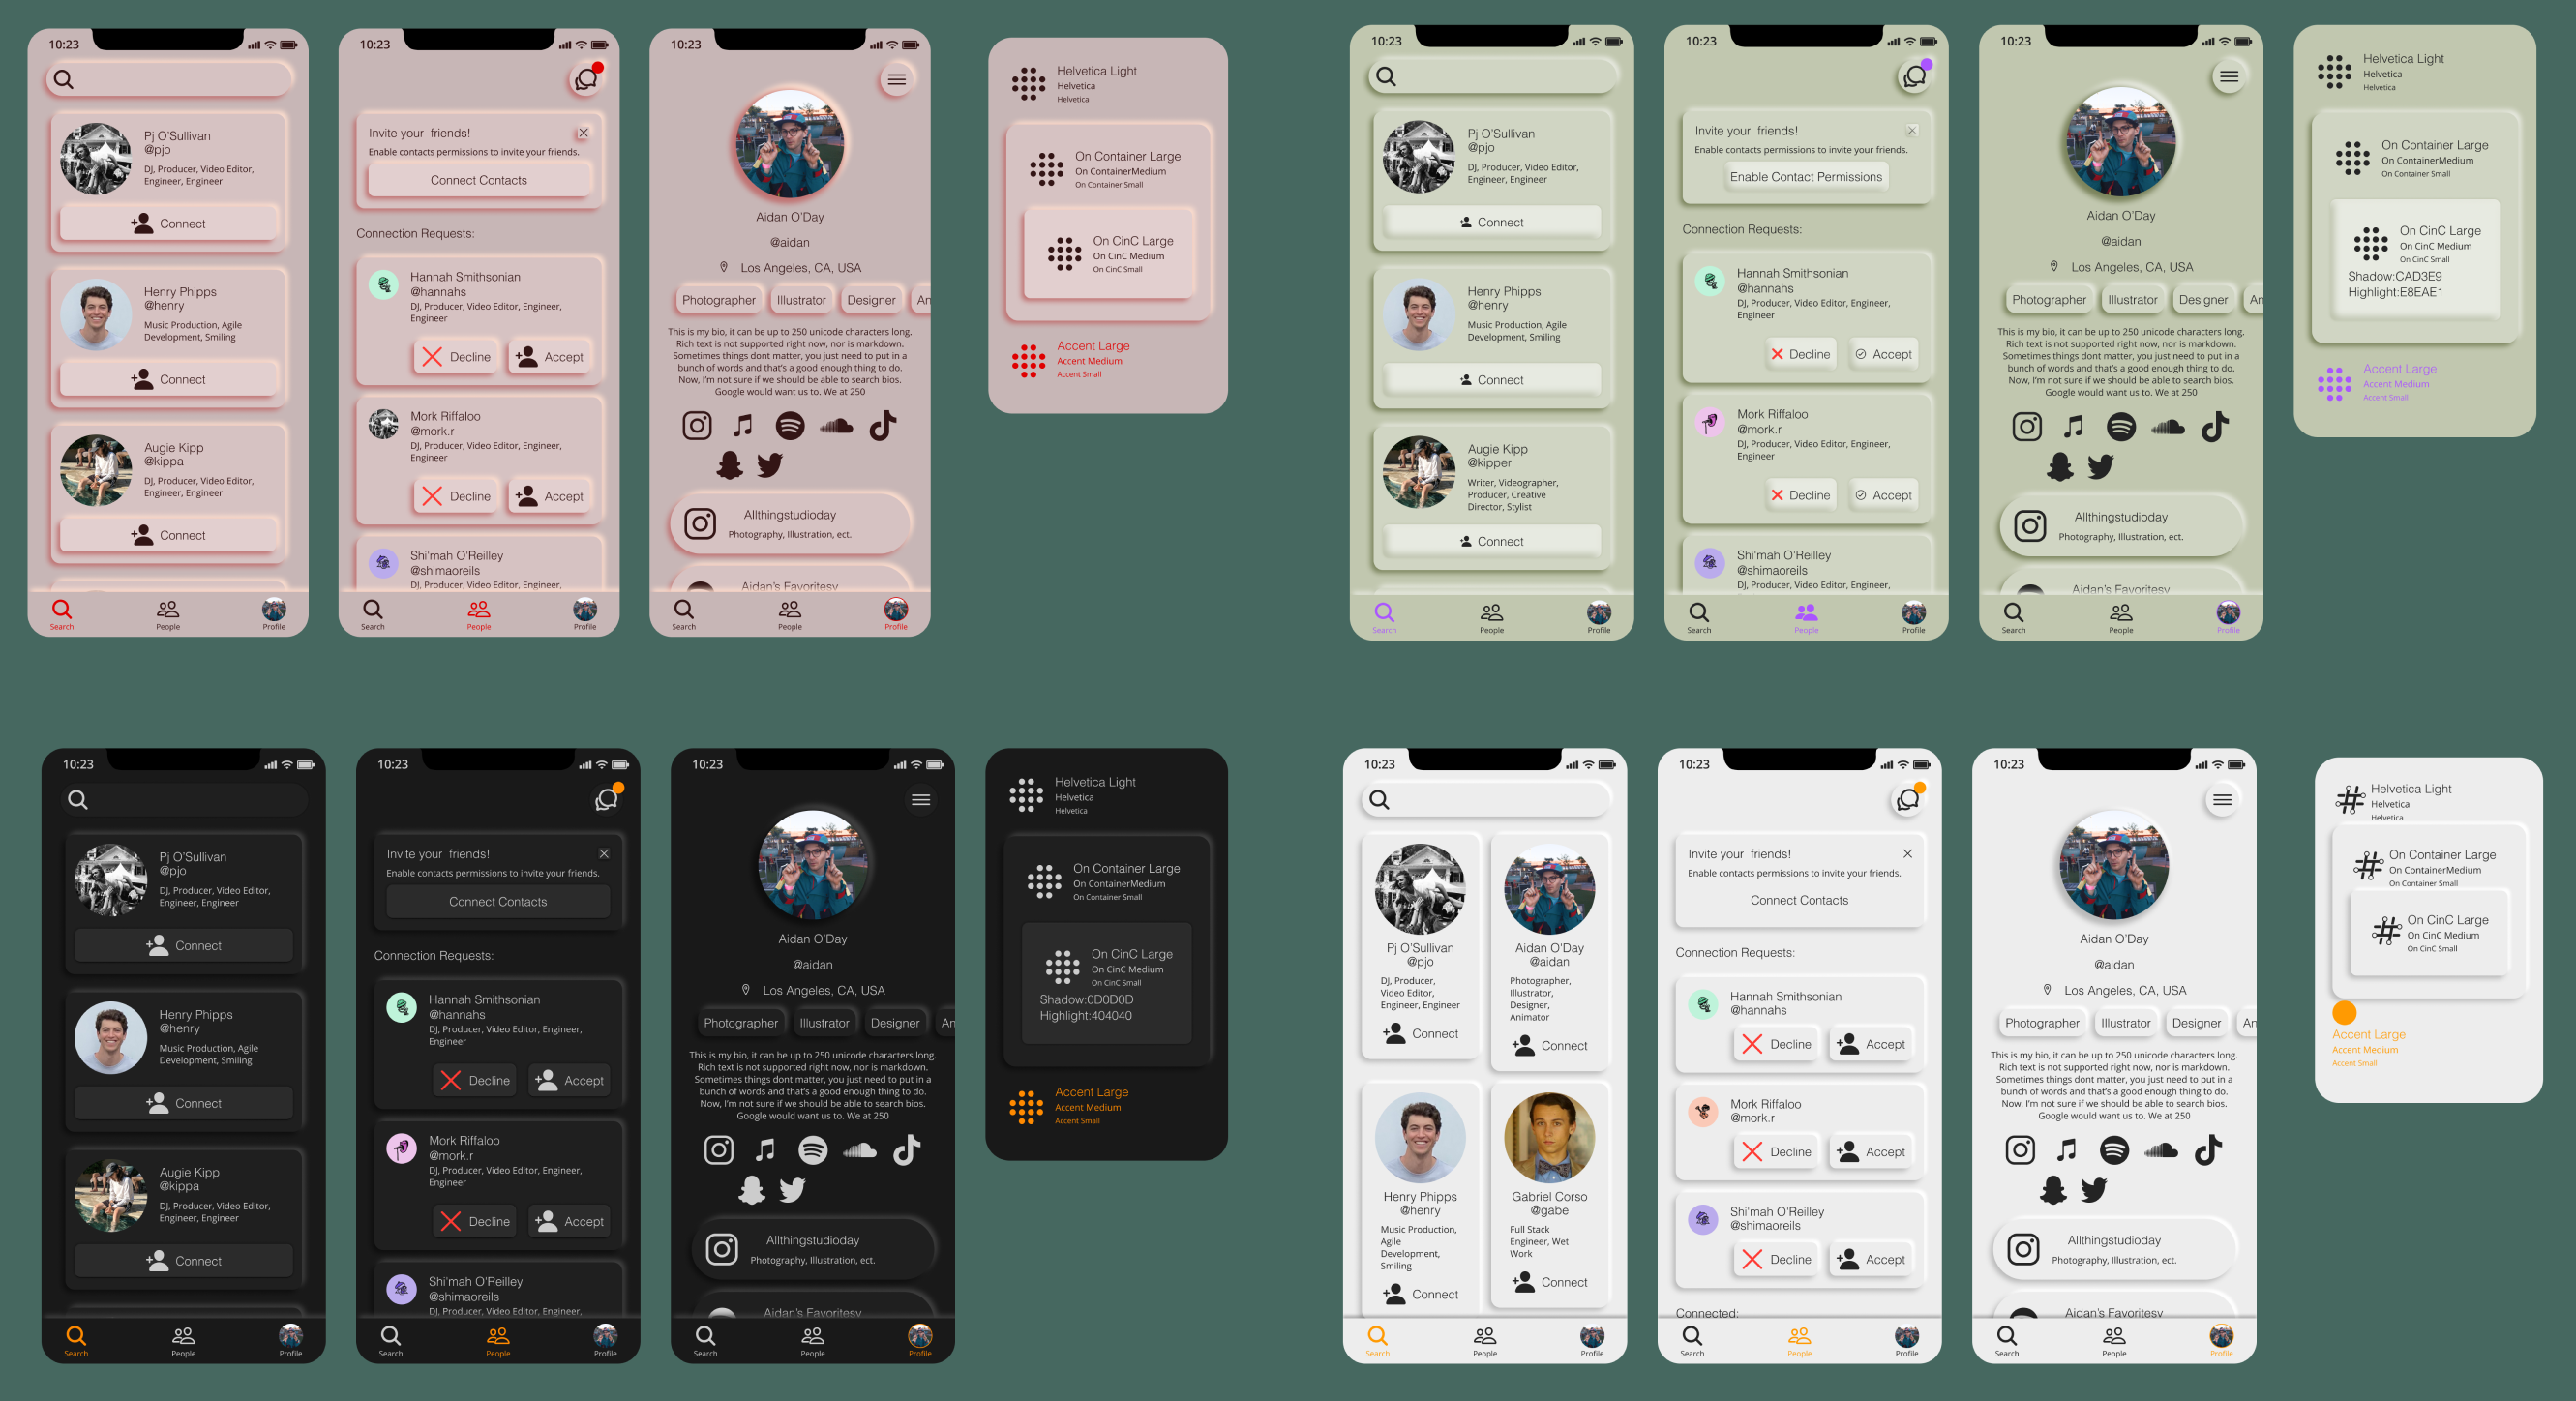 10:23
Pj O'Sullivan
@pjo
DJ, Producer, Video Editor,
Engineer, Engineer
Connect
Henry Phipps
@henry
Music Production, Agile
Development, Smiling
Connect
Augie Kipp
@kippa
DJ, Producer, Video Editor,
Engineer, Engineer
Connect
Search
People
Profile
10:23
Invite your friends!
Enable contacts permissions to invite your friends.
Connect Contacts
Connection Requests:
Hannah Smithsonian
@hannahs
DJ, Producer, Video Editor, Engineer,
Engineer
Decline
Accept
Mork Riffaloo
@mork.r
DJ, Producer, Video Editor, Engineer,
Engineer
Decline
Accept
Shi'mah O'Reilley
@shimaoreils
DJ, Producer, Video Editor, Engineer,
Search
People
Profile
10:23
Aidan O'Day
@aidan
Los Angeles, CA, USA
Photographer
Illustrator
Designer
An
This is my bio, it can be up to 250 unicode characters long.
Rich text is not supported right now, nor is markdown.
Sometimes things dont matter, you just need to put in a
bunch of words and that's a good enough thing to do.
Now, I'm not sure if we should be able to search bios.
Google would want us to. We at 250
Allthingstudioday
Photography, Illustration, ect.
Aidan's Favoritesy
Search
People
Profile
Helvetica Light
Helvetica
Helvetica
On Container Large
On ContainerMedium
On Container Small
On CinC Large
On CinC Medium
On CinC Small
Accent Large
Accent Medium
Accent Small
10:23
Pj O'Sullivan
@pjo
DJ, Producer, Video Editor,
Engineer, Engineer
Connect
Henry Phipps
@henry
Music Production, Agile
Development, Smiling
Connect
Augie Kipp
@kipper
Writer, Videographer,
Producer, Creative
Director, Stylist
Connect
Search
People
Profile
10:23
Invite your friends!
Enable contacts permissions to invite your friends.
Enable Contact Permissions
Connection Requests:
Hannah Smithsonian
@hannahs
DJ, Producer, Video Editor, Engineer,
Engineer
Decline
Accept
Mork Riffaloo
@mork.r
DJ, Producer, Video Editor, Engineer,
Engineer
Decline
Accept
Shi'mah O'Reilley
@shimaoreils
DJ, Producer, Video Editor, Engineer,
Search
People
Profile
10:23
Aidan O'Day
@aidan
Los Angeles, CA, USA
Photographer
Illustrator
Designer
An
This is my bio, it can be up to 250 unicode characters long.
Rich text is not supported right now, nor is markdown.
Sometimes things dont matter, you just need to put in a
bunch of words and that's a good enough thing to do.
Now, I'm not sure if we should be able to search bios.
Google would want us to. We at 250
Allthingstudioday
Photography, Illustration, ect.
Aidan's Favoritesy
Search
People
Profile
Helvetica Light
Helvetica
Helvetica
On Container Large
On ContainerMedium
On Container Small
On CinC Large
On CinC Medium
On CinC Small
Shadow:CAD3E9
Highlight:E8EAE1
Accent Large
Accent Medium
Accent Small
10:23
Pj O'Sullivan
@pjo
DJ, Producer, Video Editor,
Engineer, Engineer
Connect
Henry Phipps
@henry
Music Production, Agile
Development, Smiling
Connect
Augie Kipp
@kippa
DJ, Producer, Video Editor,
Engineer, Engineer
Connect
Search
People
Profile
10:23
Invite your friends!
Enable contacts permissions to invite your friends.
Connect Contacts
Connection Requests:
Hannah Smithsonian
@hannahs
DJ, Producer, Video Editor, Engineer,
Engineer
Decline
Accept
Mork Riffaloo
@mork.r
DJ, Producer, Video Editor, Engineer,
Engineer
Decline
Accept
Shi'mah O'Reilley
@shimaoreils
DJ, Producer, Video Editor, Engineer,
Search
People
Profile
10:23
Aidan O'Day
@aidan
Los Angeles, CA, USA
Photographer
Illustrator
Designer
An
This is my bio, it can be up to 250 unicode characters long.
Rich text is not supported right now, nor is markdown.
Sometimes things dont matter, you just need to put in a
bunch of words and that's a good enough thing to do.
Now, I'm not sure if we should be able to search bios.
Google would want us to. We at 250
Allthingstudioday
Photography, Illustration, ect.
Aidan's Favoritesy
Search
People
Profile
Helvetica Light
Helvetica
Helvetica
On Container Large
On ContainerMedium
On Container Small
On CinC Large
On CinC Medium
On CinC Small
Shadow:0D0D0D
Highlight:404040
Accent Large
Accent Medium
Accent Small
10:23
Pj O'Sullivan
@pjo
DJ, Producer,
Video Editor,
Engineer, Engineer
Connect
Aidan O'Day
@aidan
Photographer,
Illustrator,
Designer,
Animator
Connect
Henry Phipps
@henry
Music Production,
Agile
Development,
Smiling
Connect
Gabriel Corso
@gabe
Full Stack
Engineer, Wet
Work
Connect
Search
People
Profile
10:23
Invite your friends!
Enable contacts permissions to invite your friends.
Connect Contacts
Connection Requests:
Hannah Smithsonian
@hannahs
Decline
Accept
Mork Riffaloo
@mork.r
Decline
Accept
Shi'mah O'Reilley
@shimaoreils
Decline
Accept
Connected:
Search
People
Profile
10:23
Aidan O'Day
@aidan
Los Angeles, CA, USA
Photographer
Illustrator
Designer
An
This is my bio, it can be up to 250 unicode characters long.
Rich text is not supported right now, nor is markdown.
Sometimes things dont matter, you just need to put in a
bunch of words and that's a good enough thing to do.
Now, I'm not sure if we should be able to search bios.
Google would want us to. We at 250
Allthingstudioday
Photography, Illustration, ect.
Aidan's Favoritesy
Search
People
Profile
Helvetica Light
Helvetica
Helvetica
On Container Large
On ContainerMedium
On Container Small
On CinC Large
On CinC Medium
On CinC Small
Accent Large
Accent Medium
Accent Small